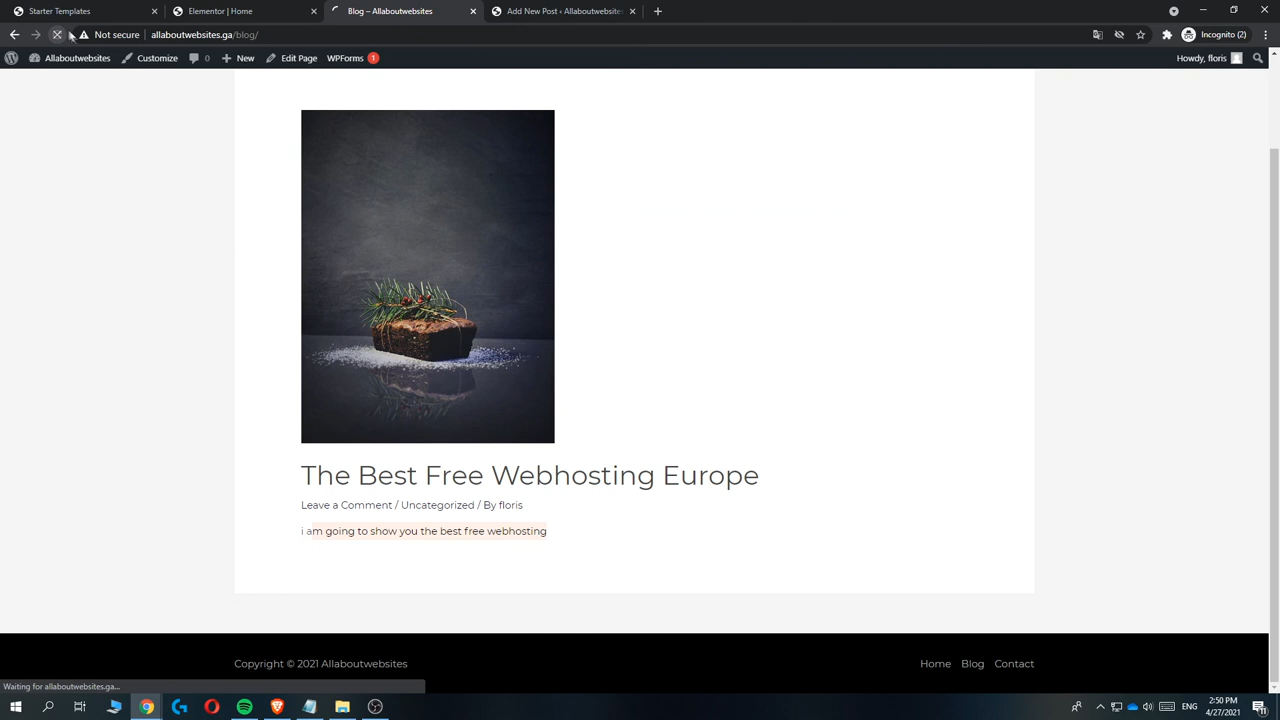 Starter Templates
Elementor | Home
Blog – Allaboutwebsites
Add New Post ‹ Allaboutwebsites
Not secure
allaboutwebsites.ga/blog/
Incognito (2)
Allaboutwebsites
Customize
0
New
Edit Page
WPForms
1
Howdy, floris
The Best Free Webhosting Europe
Leave a Comment / Uncategorized / By floris
i am going to show you the best free webhosting
Copyright © 2021 Allaboutwebsites
Home Blog Contact
Waiting for allaboutwebsites.ga...
ENG
2:50 PM
4/27/2021